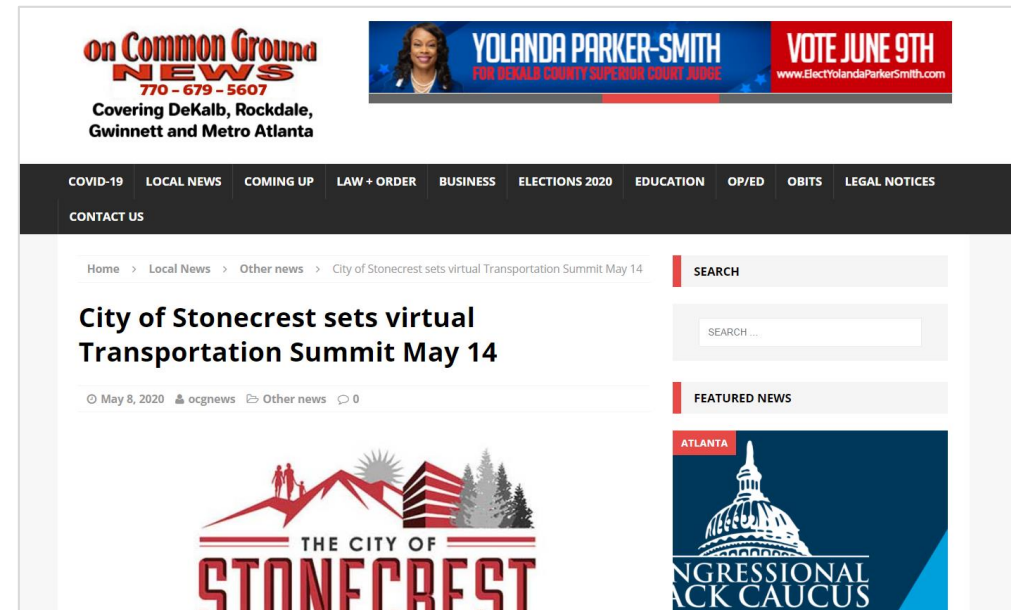 on Common Ground
NEWS
770 - 679 - 5607
Covering DeKalb, Rockdale,
Gwinnett and Metro Atlanta
YOLANDA PARKER-SMITH
FOR DEKALB COUNTY SUPERIOR COURT JUDGE
VOTE JUNE 9TH
www.ElectYolandaParkerSmith.com
COVID-19 LOCAL NEWS COMING UP LAW + ORDER BUSINESS ELECTIONS 2020 EDUCATION OP/ED OBITS LEGAL NOTICES
CONTACT US
Home > Local News > Other news > City of Stonecrest sets virtual Transportation Summit May 14
City of Stonecrest sets virtual
Transportation Summit May 14
May 8, 2020 ocgnews Other news 0
THE CITY OF
STONECREST
SEARCH
SEARCH ...
FEATURED NEWS
ATLANTA
NGRESSIONAL
ACK CAUCUS